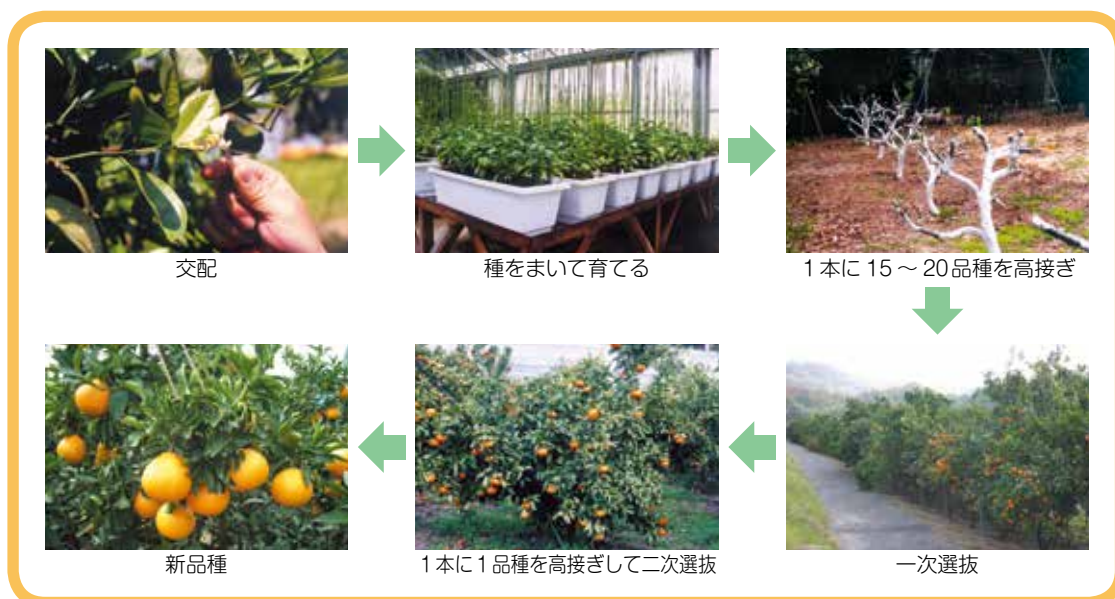 交配
種をまいて育てる
1本に15～20品種を高接ぎ
一次選抜
1本に1品種を高接ぎして二次選抜
新品種